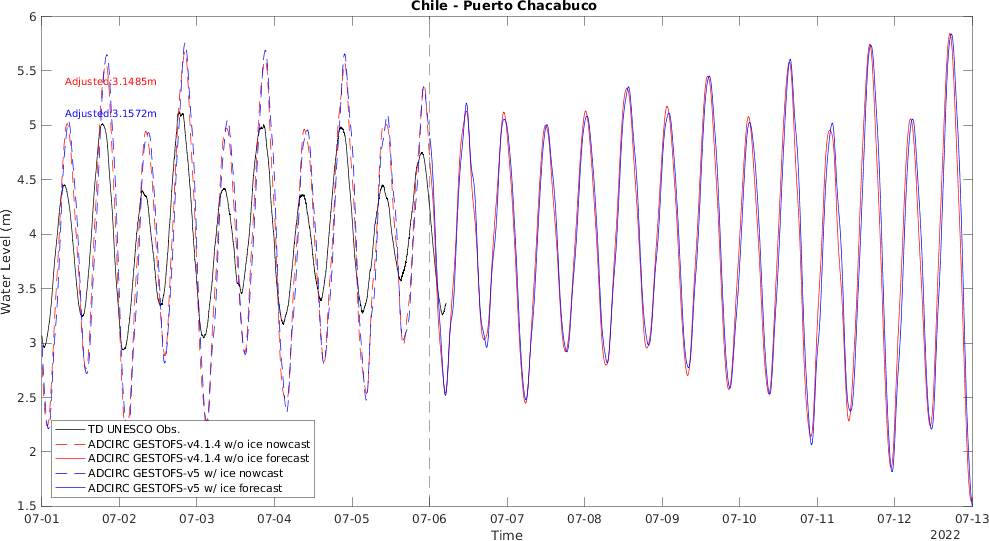 Chile - Puerto Chacabuco
6
5.5
5
4.5
4
3.5
3
2.5
2
1.5
Water Level (m)
Adjusted:3.1485m
Adjusted:3.1572m
TD UNESCO Obs.
ADCIRC GESTOFS-v4.1.4 w/o ice nowcast
ADCIRC GESTOFS-v4.1.4 w/o ice forecast
ADCIRC GESTOFS-v5 w/ ice nowcast
ADCIRC GESTOFS-v5 w/ ice forecast
07-01 07-02 07-03 07-04 07-05 07-06 07-07 07-08 07-09 07-10 07-11 07-12 07-13
Time
2022